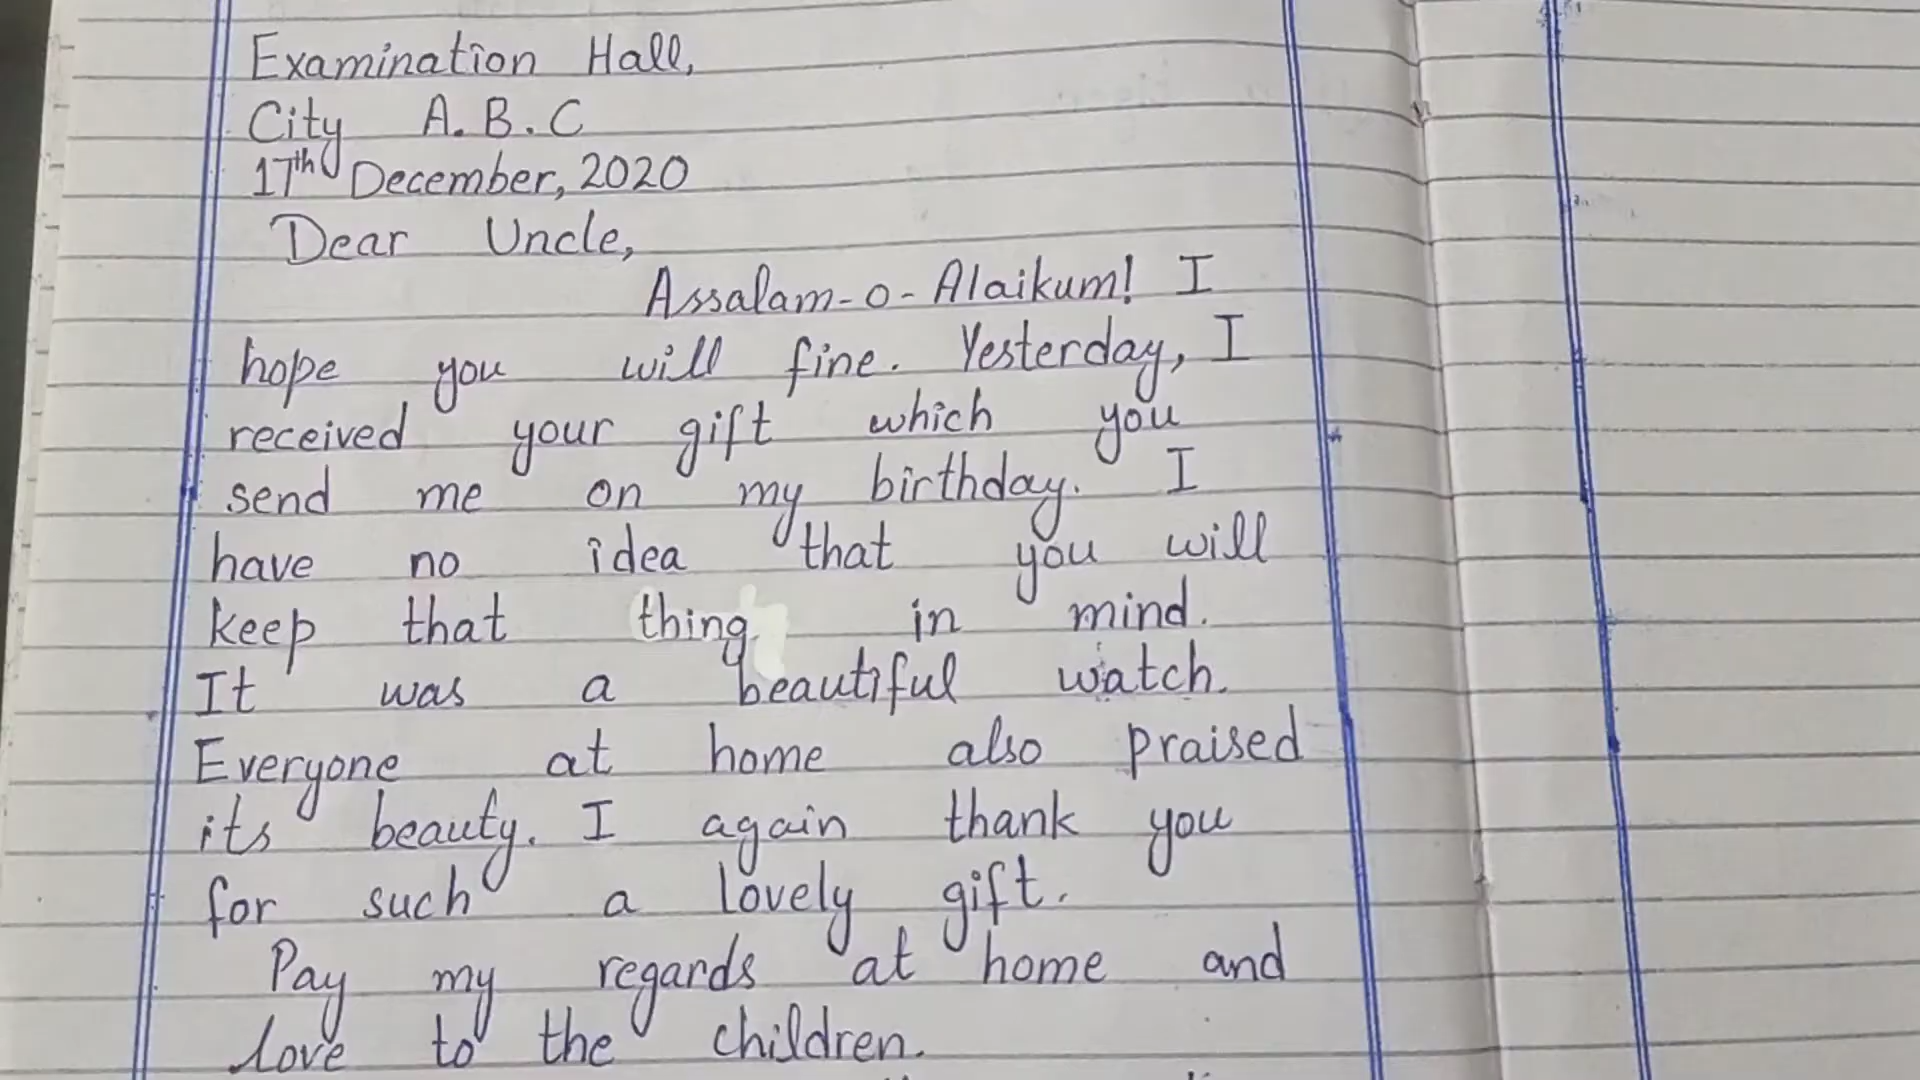 Examination Hall,
City A.B.C
17th December, 2020
Dear Uncle,
Assalam-o-Alaikum! I
hope you will fine. Yesterday, I
received your gift which you
send me on my birthday. I
have no idea that you will
keep that thing in mind.
It was a beautiful watch.
Everyone at home also praised
its beauty. I again thank you
for such a lovely gift.
Pay my regards at home and
love to the children.